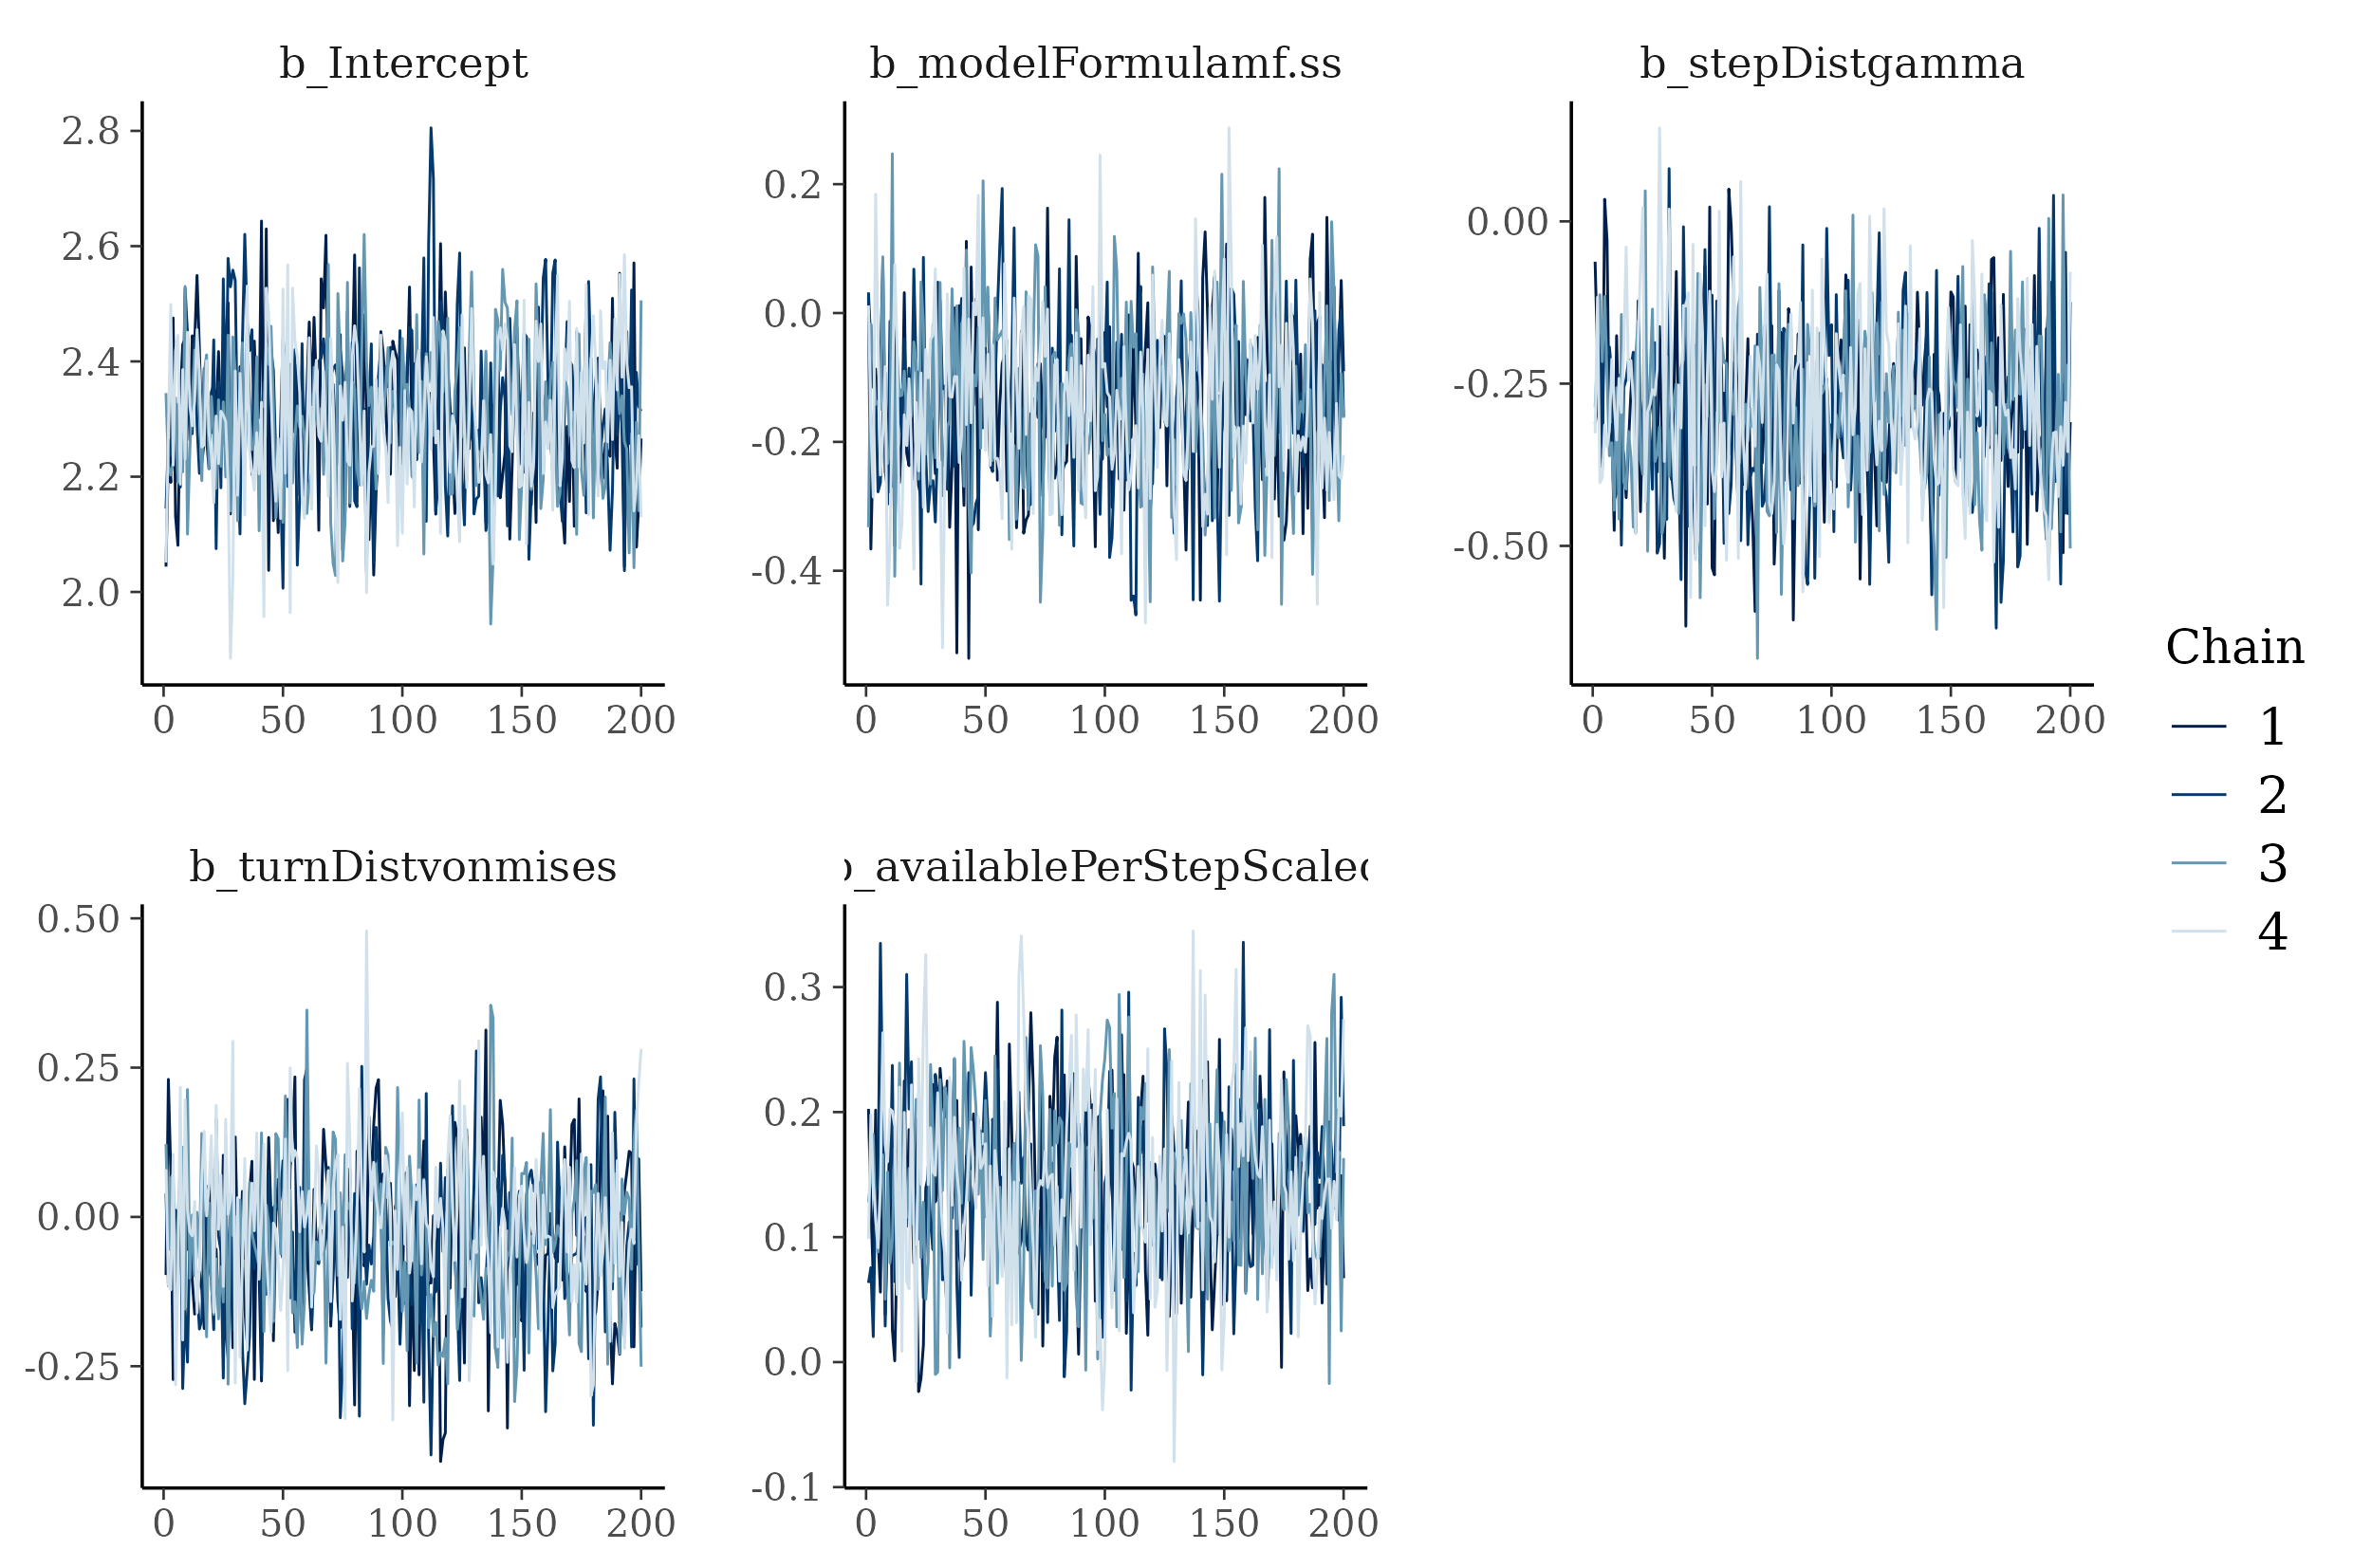 b_Intercept
2.8
2.6
2.4
2.2
2.0
0 50 100 150 200
b_modelFormulamf.ss
0.2
0.0
-0.2
-0.4
0 50 100 150 200
b_stepDistgamma
0.00
-0.25
-0.50
0 50 100 150 200
b_turnDistvonmises
0.50
0.25
0.00
-0.25
0 50 100 150 200
b_availablePerStepScaled
0.3
0.2
0.1
0.0
-0.1
0 50 100 150 200
Chain
1
2
3
4